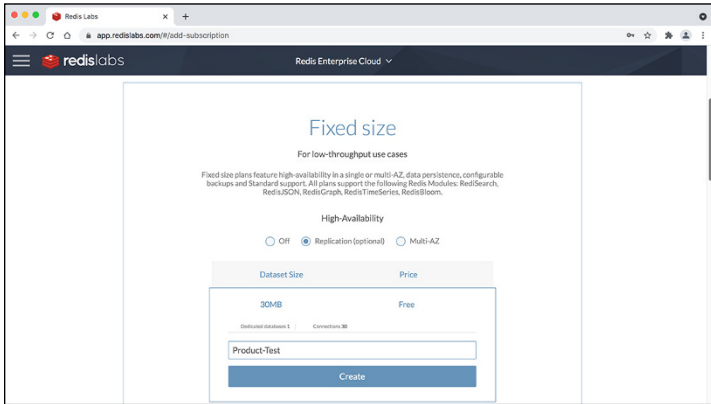 Redis Labs
app.redislabs.com/#/add-subscription
redislabs
Redis Enterprise Cloud
Fixed size
For low-throughput use cases
Fixed size plans feature high-availability in a single or multi-AZ, data persistence, configurable
backups and Standard support. All plans support the following Redis Modules: RediSearch,
RedisJSON, RedisGraph, RedisTimeSeries, RedisBloom.
High-Availability
Off Replication (optional) Multi-AZ
Dataset Size Price
30MB Free
Dedicated databases 1 Connections 30
Product-Test
Create